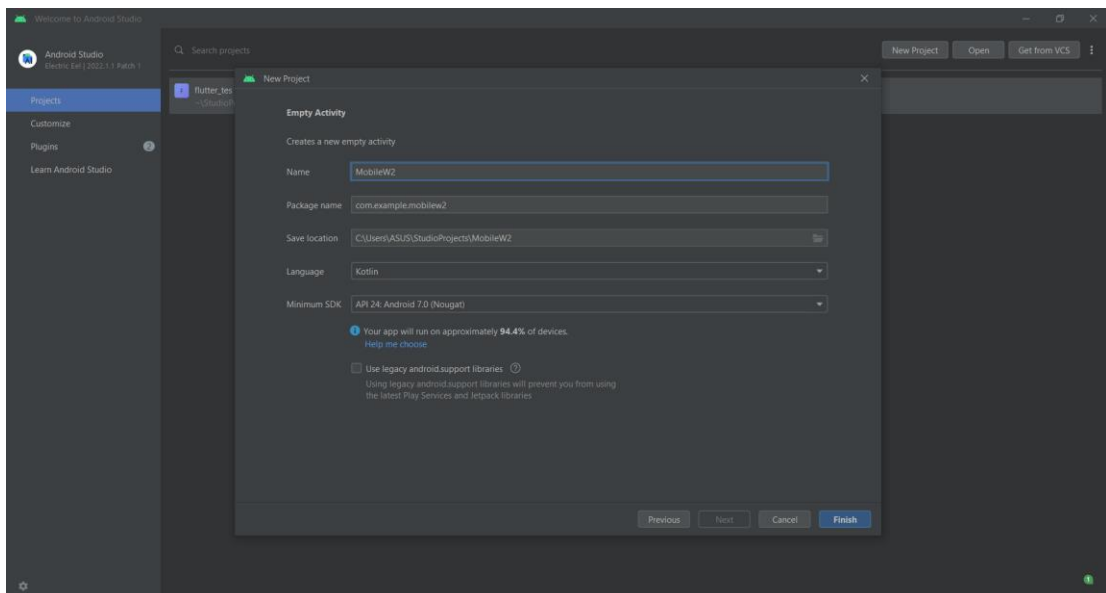 Welcome to Android Studio
Android Studio
Electric Eel | 2022.1.1 Patch 1
Projects
Customize
Plugins 2
Learn Android Studio
Search projects
New Project Open Get from VCS
flutter_tes
~\StudioP
New Project
Empty Activity
Creates a new empty activity
Name MobileW2
Package name com.example.mobilew2
Save location C:\Users\ASUS\StudioProjects\MobileW2
Language Kotlin
Minimum SDK API 24: Android 7.0 (Nougat)
Your app will run on approximately 94.4% of devices.
Help me choose
Use legacy android.support libraries
Using legacy android.support libraries will prevent you from using
the latest Play Services and Jetpack libraries
Previous Next Cancel Finish
1